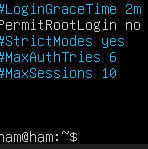 #LoginGraceTime 2m
PermitRootLogin no
#StrictModes yes
#MaxAuthTries 6
#MaxSessions 10
ham@ham:~$